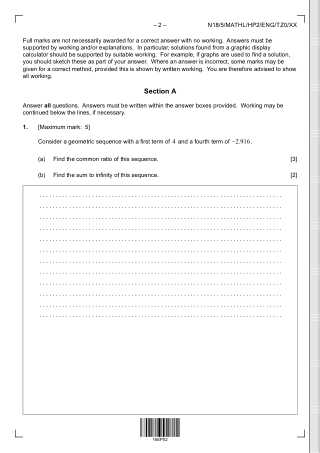 – 2 –
N18/5/MATHL/HP2/ENG/TZ0/XX
Full marks are not necessarily awarded for a correct answer with no working. Answers must be
supported by working and/or explanations. In particular, solutions found from a graphic display
calculator should be supported by suitable working. For example, if graphs are used to find a solution,
you should sketch these as part of your answer. Where an answer is incorrect, some marks may be
given for a correct method, provided this is shown by written working. You are therefore advised to show
all working.
Section A
Answer all questions. Answers must be written within the answer boxes provided. Working may be
continued below the lines, if necessary.
1. [Maximum mark: 5]
Consider a geometric sequence with a first term of 4 and a fourth term of −2.916.
(a) Find the common ratio of this sequence. [3]
(b) Find the sum to infinity of this sequence. [2]
16EP02